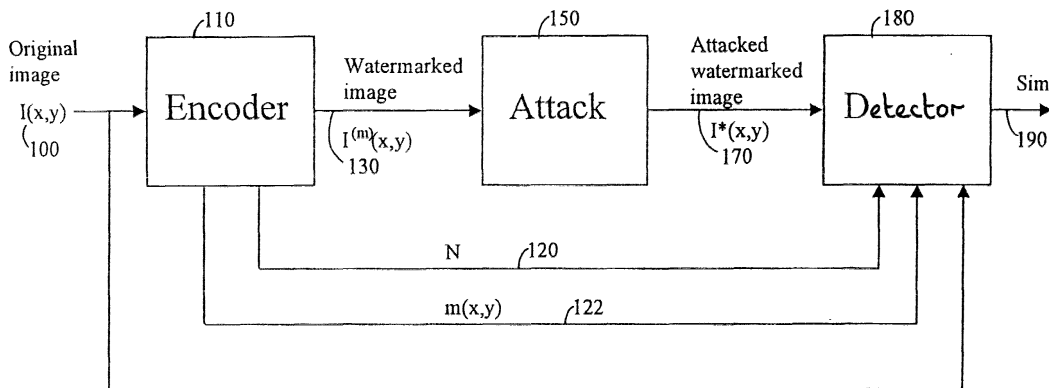 110
150
180
Original
image
I(x,y)
100
Encoder
Watermarked
image
I(m)(x,y)
130
Attack
Attacked
watermarked
image
I*(x,y)
170
Detector
Sim
190
N
120
m(x,y)
122